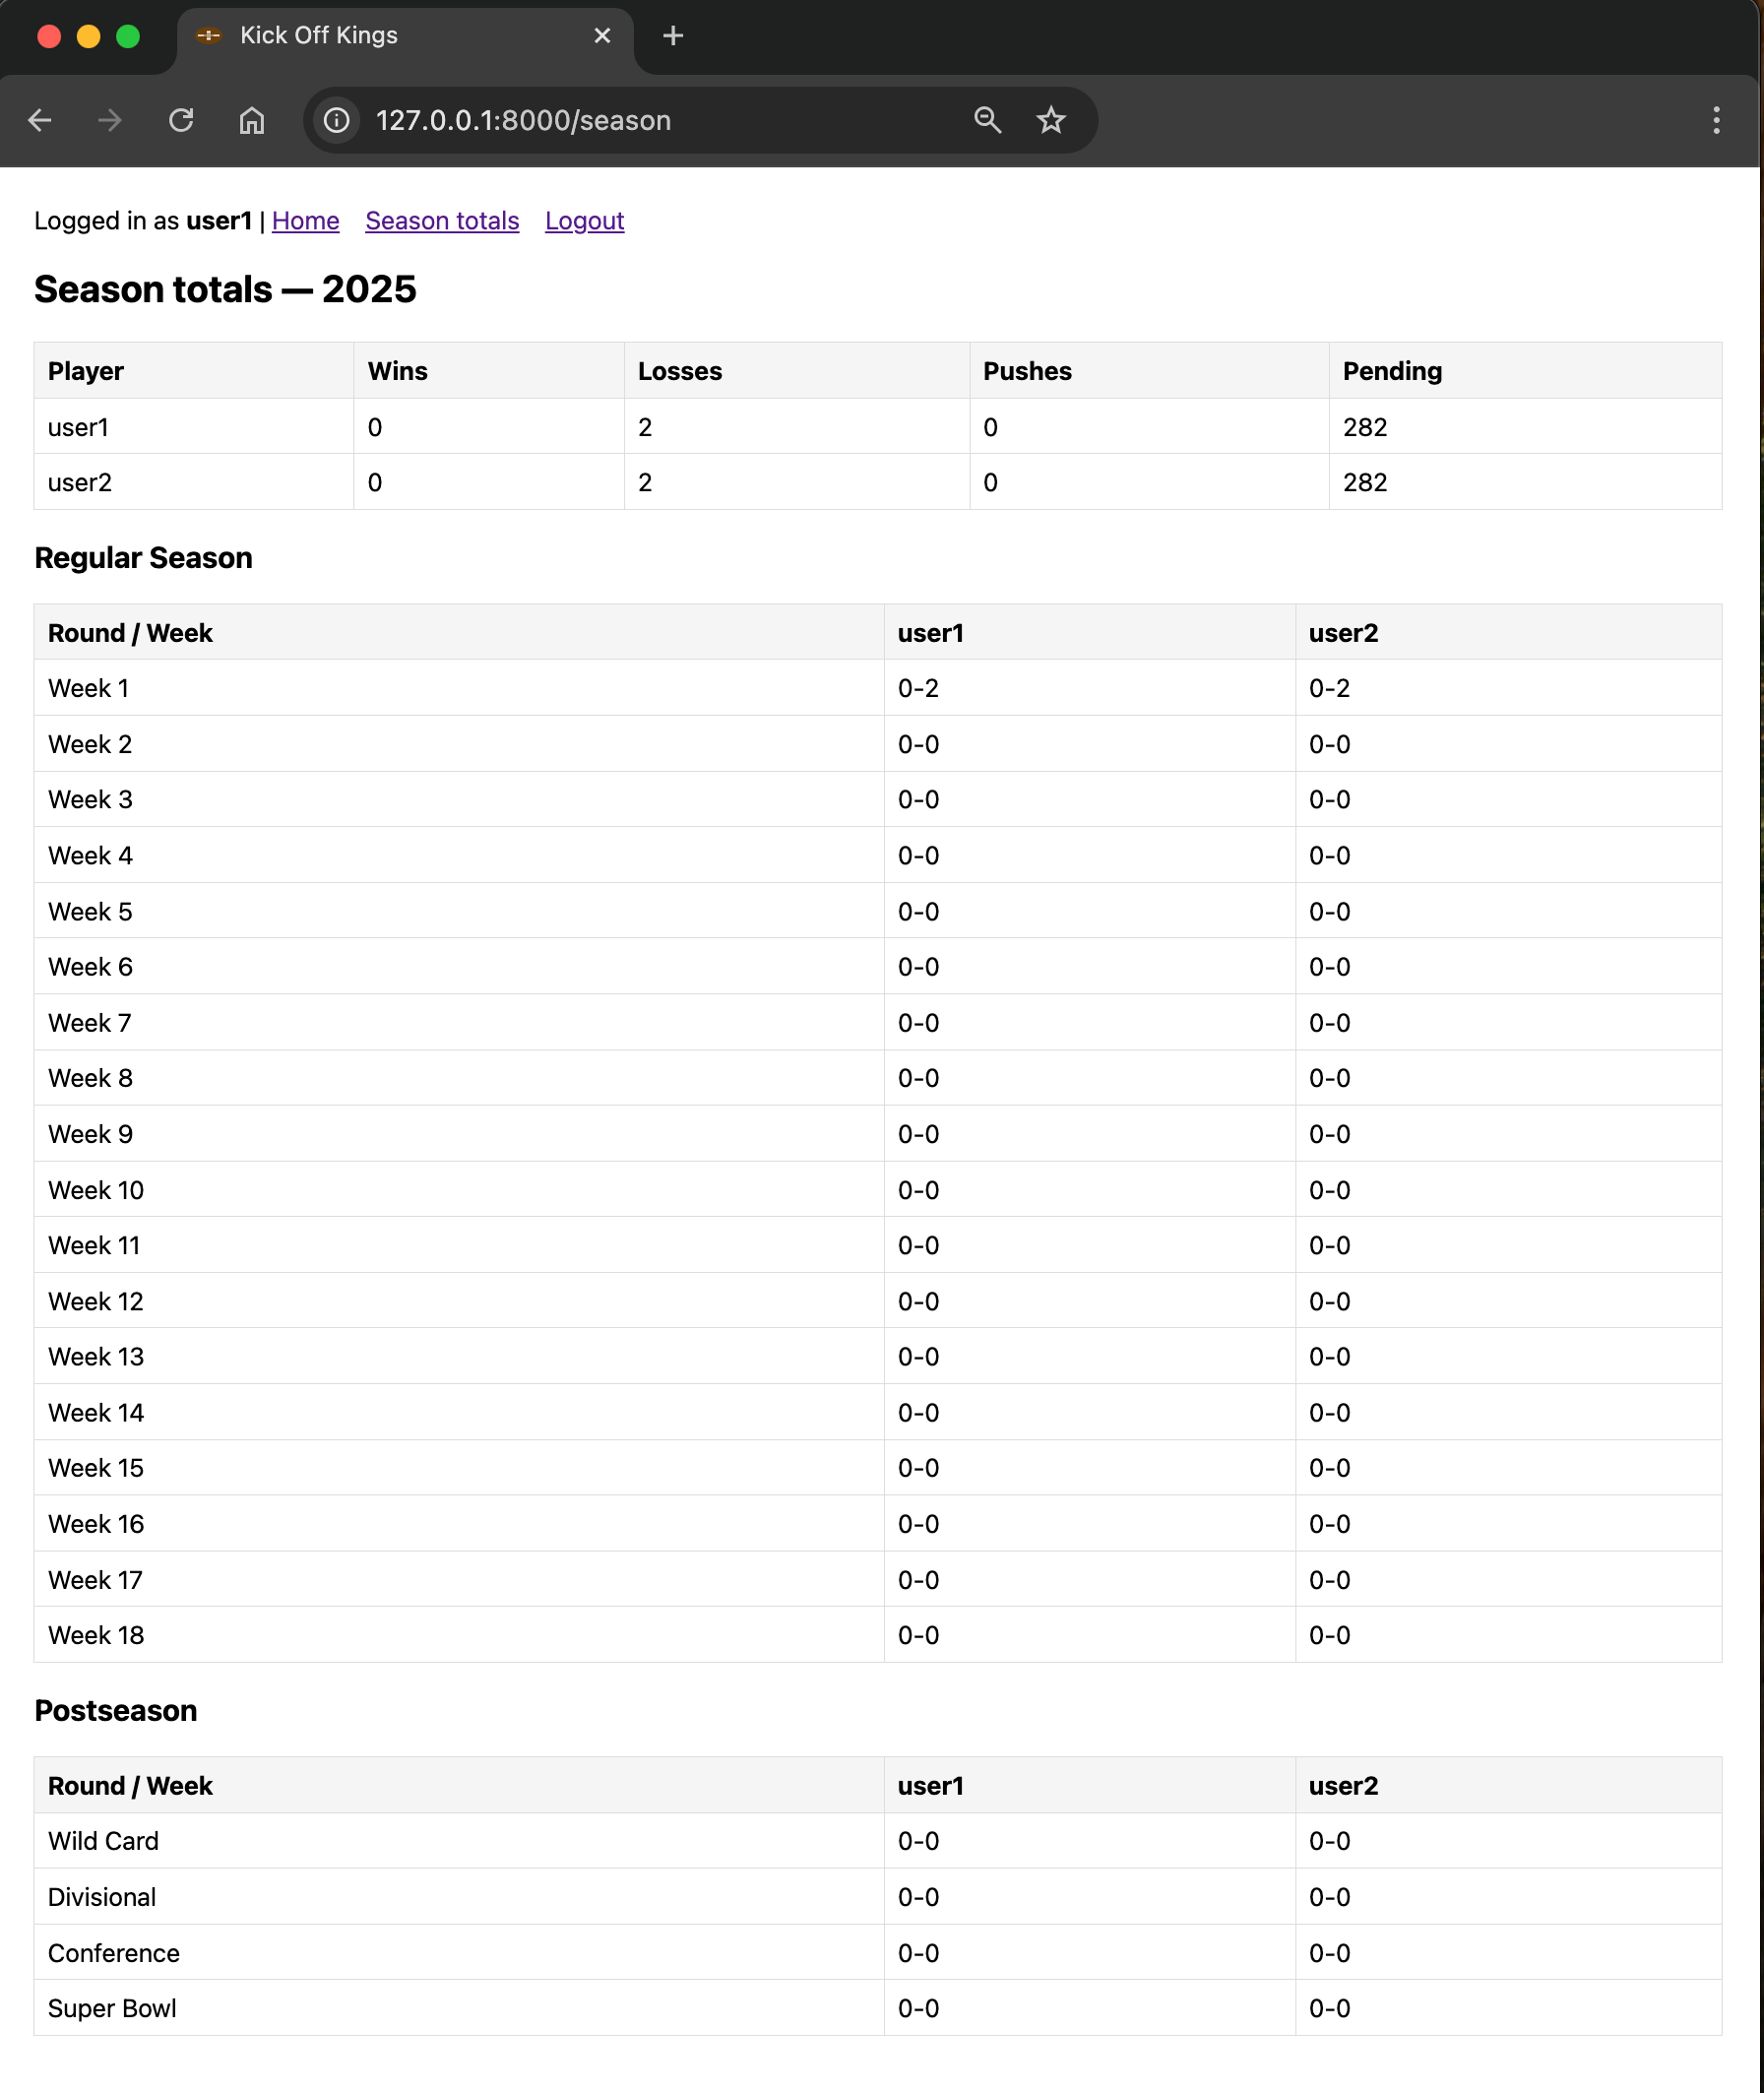 Kick Off Kings
127.0.0.1:8000/season
Logged in as user1 | Home Season totals Logout
Season totals — 2025
Player Wins Losses Pushes Pending
user1 0 2 0 282
user2 0 2 0 282
Regular Season
Round / Week user1 user2
Week 1 0-2 0-2
Week 2 0-0 0-0
Week 3 0-0 0-0
Week 4 0-0 0-0
Week 5 0-0 0-0
Week 6 0-0 0-0
Week 7 0-0 0-0
Week 8 0-0 0-0
Week 9 0-0 0-0
Week 10 0-0 0-0
Week 11 0-0 0-0
Week 12 0-0 0-0
Week 13 0-0 0-0
Week 14 0-0 0-0
Week 15 0-0 0-0
Week 16 0-0 0-0
Week 17 0-0 0-0
Week 18 0-0 0-0
Postseason
Round / Week user1 user2
Wild Card 0-0 0-0
Divisional 0-0 0-0
Conference 0-0 0-0
Super Bowl 0-0 0-0